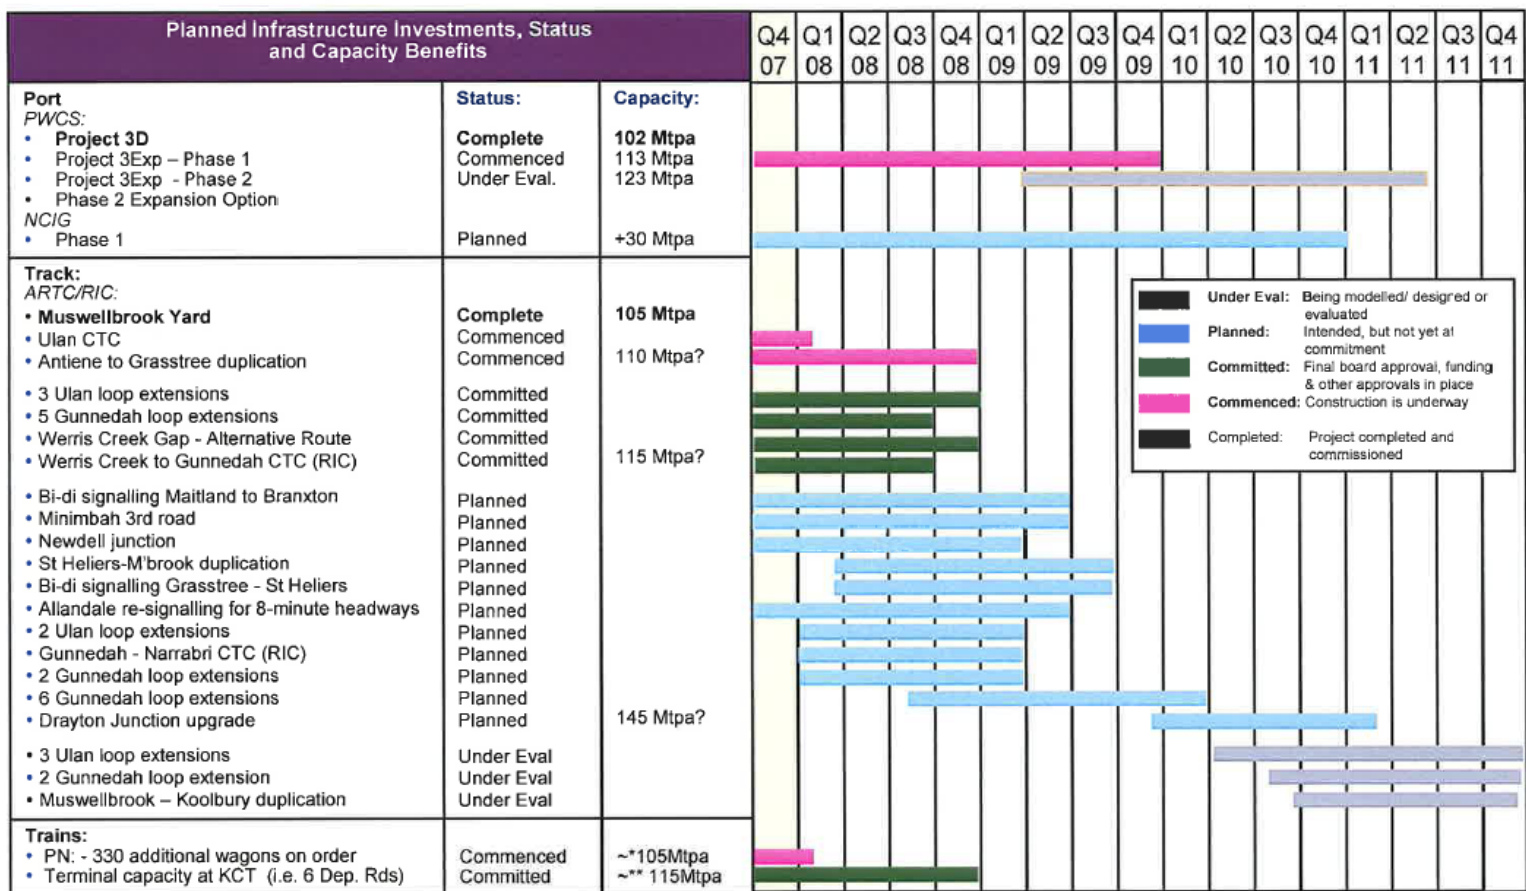 Planned Infrastructure Investments, Status
and Capacity Benefits
Q4 Q1 Q2 Q3 Q4 Q1 Q2 Q3 Q4 Q1 Q2 Q3 Q4 Q1 Q2 Q3 Q4
07 08 08 08 08 09 09 09 09 10 10 10 10 11 11 11 11
Port Status: Capacity:
PWCS:
• Project 3D Complete 102 Mtpa
• Project 3Exp – Phase 1 Commenced 113 Mtpa
• Project 3Exp - Phase 2 Under Eval. 123 Mtpa
• Phase 2 Expansion Option
NCIG
• Phase 1 Planned +30 Mtpa
Track:
ARTC/RIC:
• Muswellbrook Yard Complete 105 Mtpa
• Ulan CTC Commenced
• Antiene to Grasstree duplication Commenced 110 Mtpa?
• 3 Ulan loop extensions Committed
• 5 Gunnedah loop extensions Committed
• Werris Creek Gap - Alternative Route Committed
• Werris Creek to Gunnedah CTC (RIC) Committed 115 Mtpa?
• Bi-di signalling Maitland to Branxton Planned
• Minimbah 3rd road Planned
• Newdell junction Planned
• St Heliers-M'brook duplication Planned
• Bi-di signalling Grasstree - St Heliers Planned
• Allandale re-signalling for 8-minute headways Planned
• 2 Ulan loop extensions Planned
• Gunnedah - Narrabri CTC (RIC) Planned
• 2 Gunnedah loop extensions Planned
• 6 Gunnedah loop extensions Planned
• Drayton Junction upgrade Planned 145 Mtpa?
• 3 Ulan loop extensions Under Eval
• 2 Gunnedah loop extension Under Eval
• Muswellbrook – Koolbury duplication Under Eval
Trains:
• PN: - 330 additional wagons on order Commenced ~*105Mtpa
• Terminal capacity at KCT (i.e. 6 Dep. Rds) Committed ~** 115Mtpa
Under Eval: Being modelled/ designed or
evaluated
Planned: Intended, but not yet at
commitment
Committed: Final board approval, funding
& other approvals in place
Commenced: Construction is underway
Completed: Project completed and
commissioned